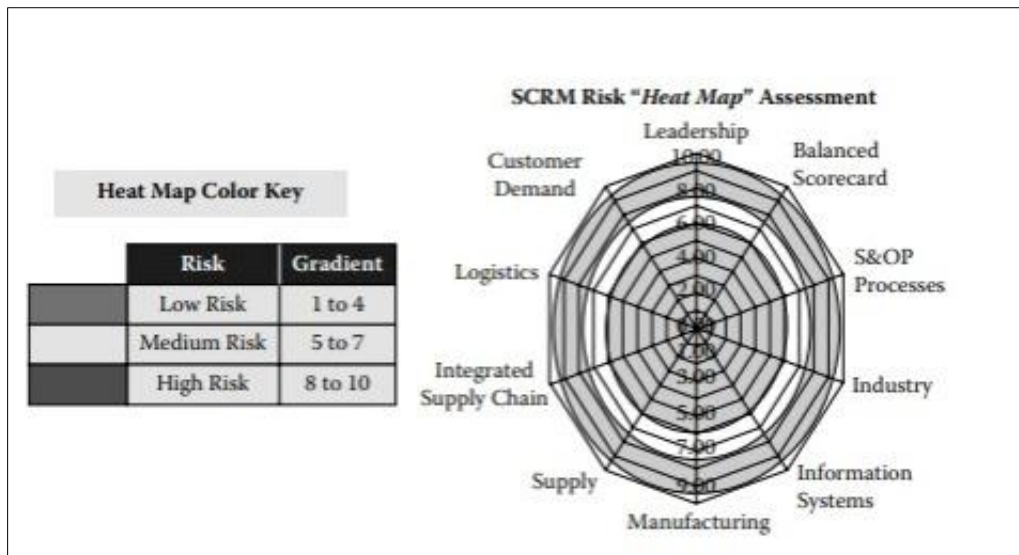 SCRM Risk "Heat Map" Assessment
Heat Map Color Key
Risk Gradient
Low Risk 1 to 4
Medium Risk 5 to 7
High Risk 8 to 10
Leadership
Balanced
Scorecard
S&OP
Processes
Industry
Information
Systems
Manufacturing
Supply
Integrated
Supply Chain
Logistics
Customer
Demand
10.00
8.00
6.00
4.00
2.00
1.00
3.00
5.00
7.00
9.00